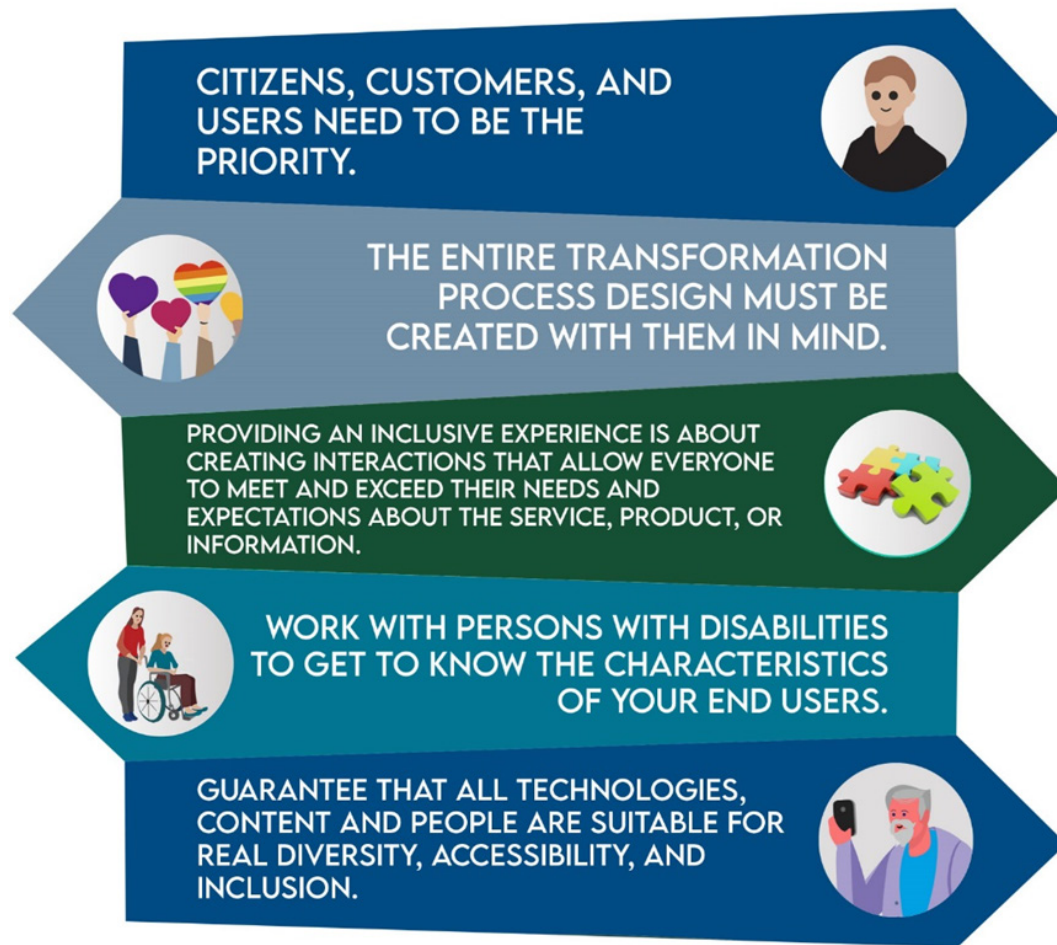 CITIZENS, CUSTOMERS, AND
USERS NEED TO BE THE
PRIORITY.
THE ENTIRE TRANSFORMATION
PROCESS DESIGN MUST BE
CREATED WITH THEM IN MIND.
PROVIDING AN INCLUSIVE EXPERIENCE IS ABOUT
CREATING INTERACTIONS THAT ALLOW EVERYONE
TO MEET AND EXCEED THEIR NEEDS AND
EXPECTATIONS ABOUT THE SERVICE, PRODUCT, OR
INFORMATION.
WORK WITH PERSONS WITH DISABILITIES
TO GET TO KNOW THE CHARACTERISTICS
OF YOUR END USERS.
GUARANTEE THAT ALL TECHNOLOGIES,
CONTENT AND PEOPLE ARE SUITABLE FOR
REAL DIVERSITY, ACCESSIBILITY, AND
INCLUSION.